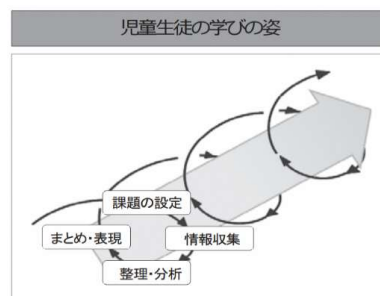 児童生徒の学びの姿
課題の設定
まとめ・表現
情報収集
整理・分析